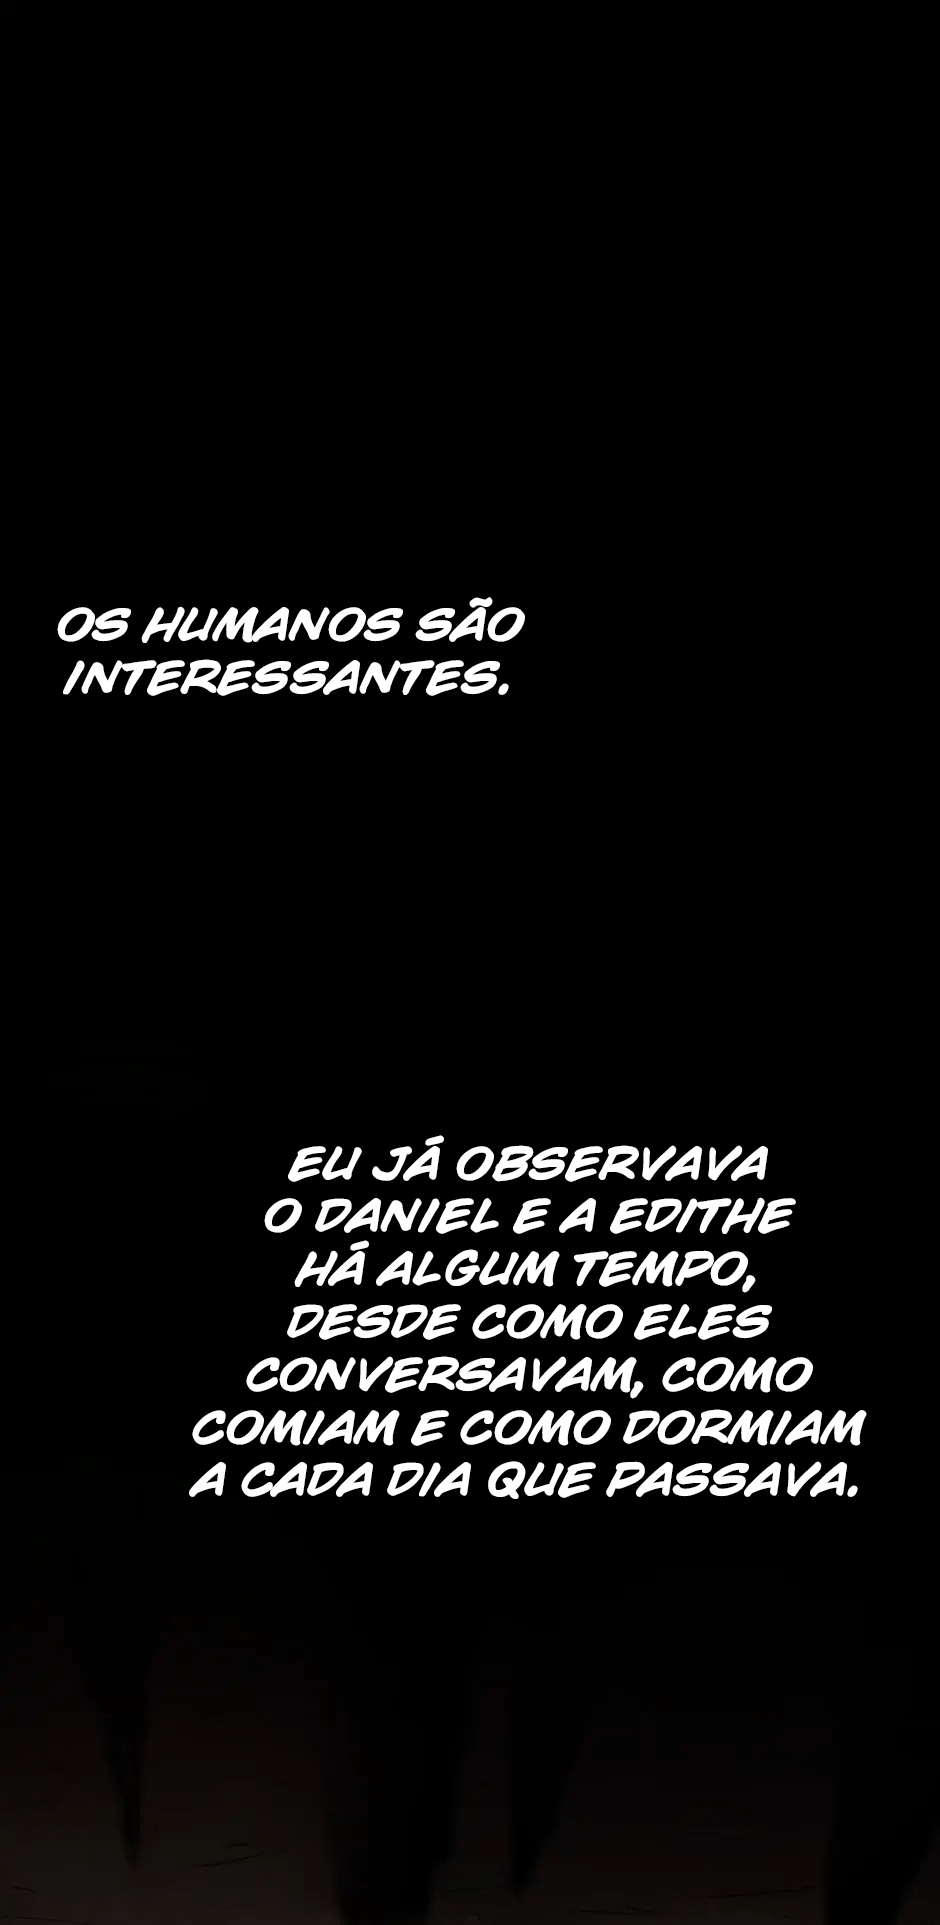 OS HUMANOS SÃO
INTERESSANTES.
EU JÁ OBSERVAVA
O DANIEL E A EDITHE
HÁ ALGUM TEMPO,
DESDE COMO ELES
CONVERSAVAM, COMO
COMIAM E COMO DORMIAM
A CADA DIA QUE PASSAVA.